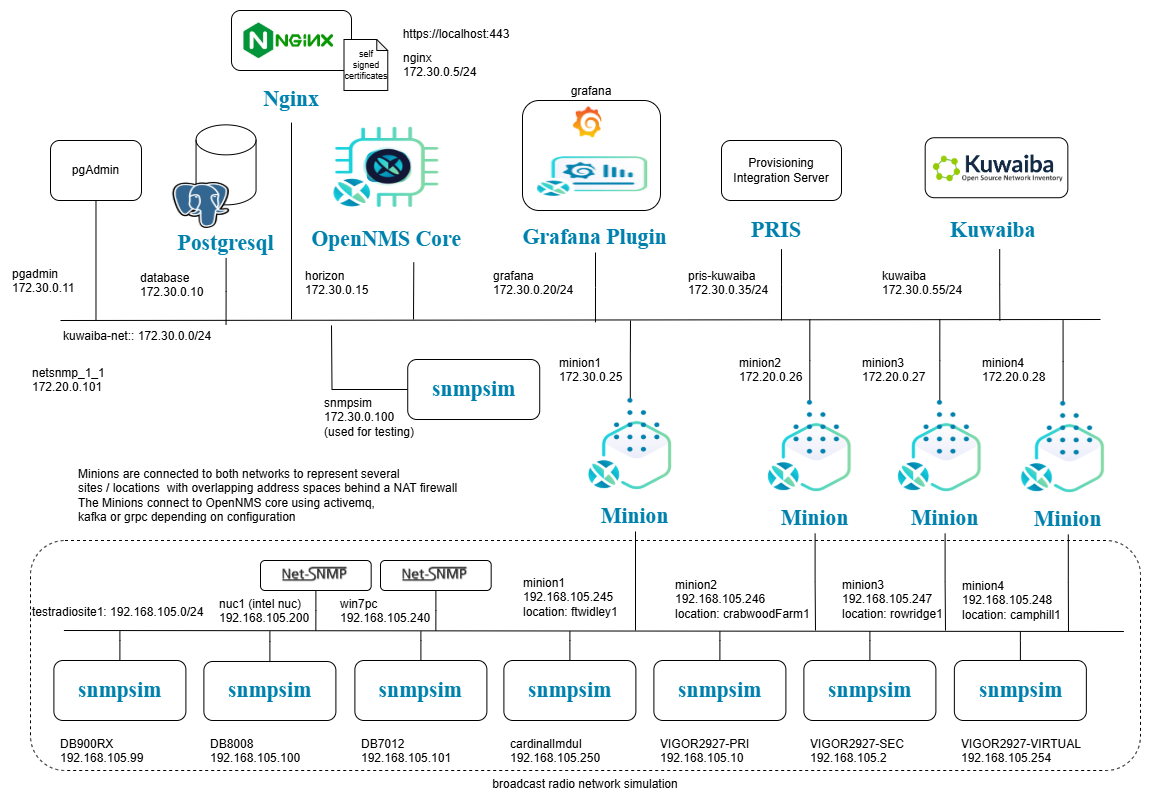 NGINX
self
signed
certificates
https://localhost:443
nginx
172.30.0.5/24
Nginx
grafana
pgAdmin
Postgresql
OpenNMS Core
Grafana Plugin
Provisioning
Integration Server
PRIS
Kuwaiba
Open Source Network Inventory
Kuwaiba
pgadmin
172.30.0.11
database
172.30.0.10
horizon
172.30.0.15
grafana
172.30.0.20/24
pris-kuwaiba
172.30.0.35/24
kuwaiba
172.30.0.55/24
kuwaiba-net:: 172.30.0.0/24
netsnmp_1_1
172.20.0.101
snmpsim
snmpsim
172.30.0.100
(used for testing)
minion1
172.30.0.25
minion2
172.20.0.26
minion3
172.20.0.27
minion4
172.20.0.28
Minions are connected to both networks to represent several
sites / locations with overlapping address spaces behind a NAT firewall
The Minions connect to OpenNMS core using activemq,
kafka or grpc depending on configuration
Minion
Minion
Minion
Minion
Net-SNMP
Net-SNMP
testradiosite1: 192.168.105.0/24
nuc1 (intel nuc)
192.168.105.200
win7pc
192.168.105.240
minion1
192.168.105.245
location: ftwidley1
minion2
192.168.105.246
location: crabwoodFarm1
minion3
192.168.105.247
location: rowridge1
minion4
192.168.105.248
location: camphill1
snmpsim
snmpsim
snmpsim
snmpsim
snmpsim
snmpsim
snmpsim
DB900RX
192.168.105.99
DB8008
192.168.105.100
DB7012
192.168.105.101
cardinallmdul
192.168.105.250
VIGOR2927-PRI
192.168.105.10
VIGOR2927-SEC
192.168.105.2
VIGOR2927-VIRTUAL
192.168.105.254
broadcast radio network simulation